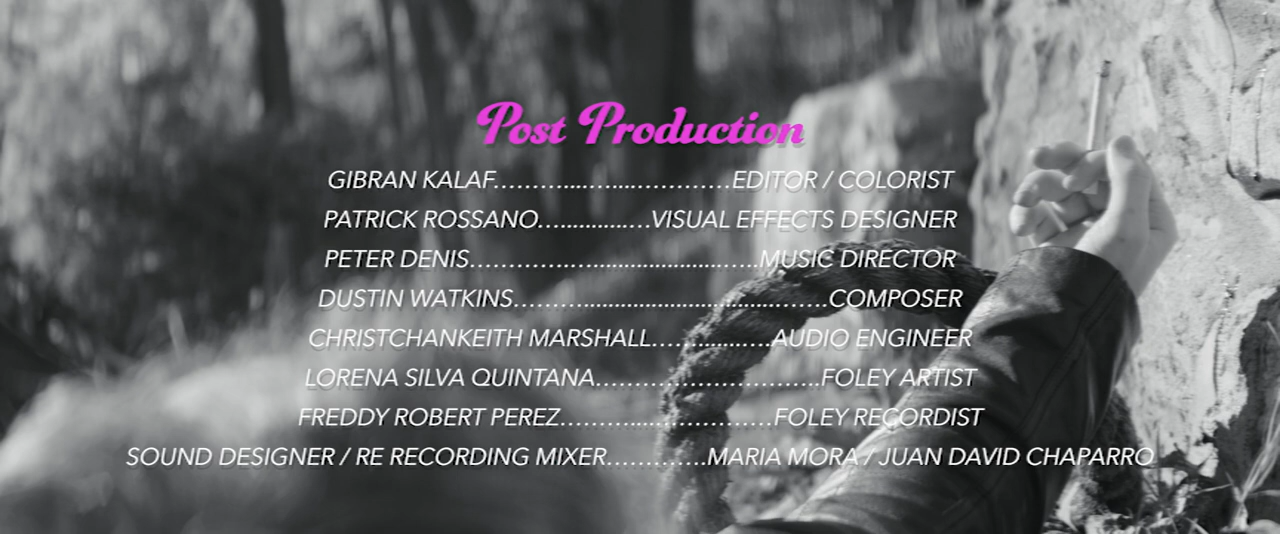 Post Production
GIBRAN KALAF.............................EDITOR / COLORIST
PATRICK ROSSANO..................VISUAL EFFECTS DESIGNER
PETER DENIS..........................................MUSIC DIRECTOR
DUSTIN WATKINS..................................................COMPOSER
CHRISTCHANKEITH MARSHALL..................AUDIO ENGINEER
LORENA SILVA QUINTANA................................FOLEY ARTIST
FREDDY ROBERT PEREZ..............................FOLEY RECORDIST
SOUND DESIGNER / RE RECORDING MIXER.............MARIA MORA / JUAN DAVID CHAPARRO